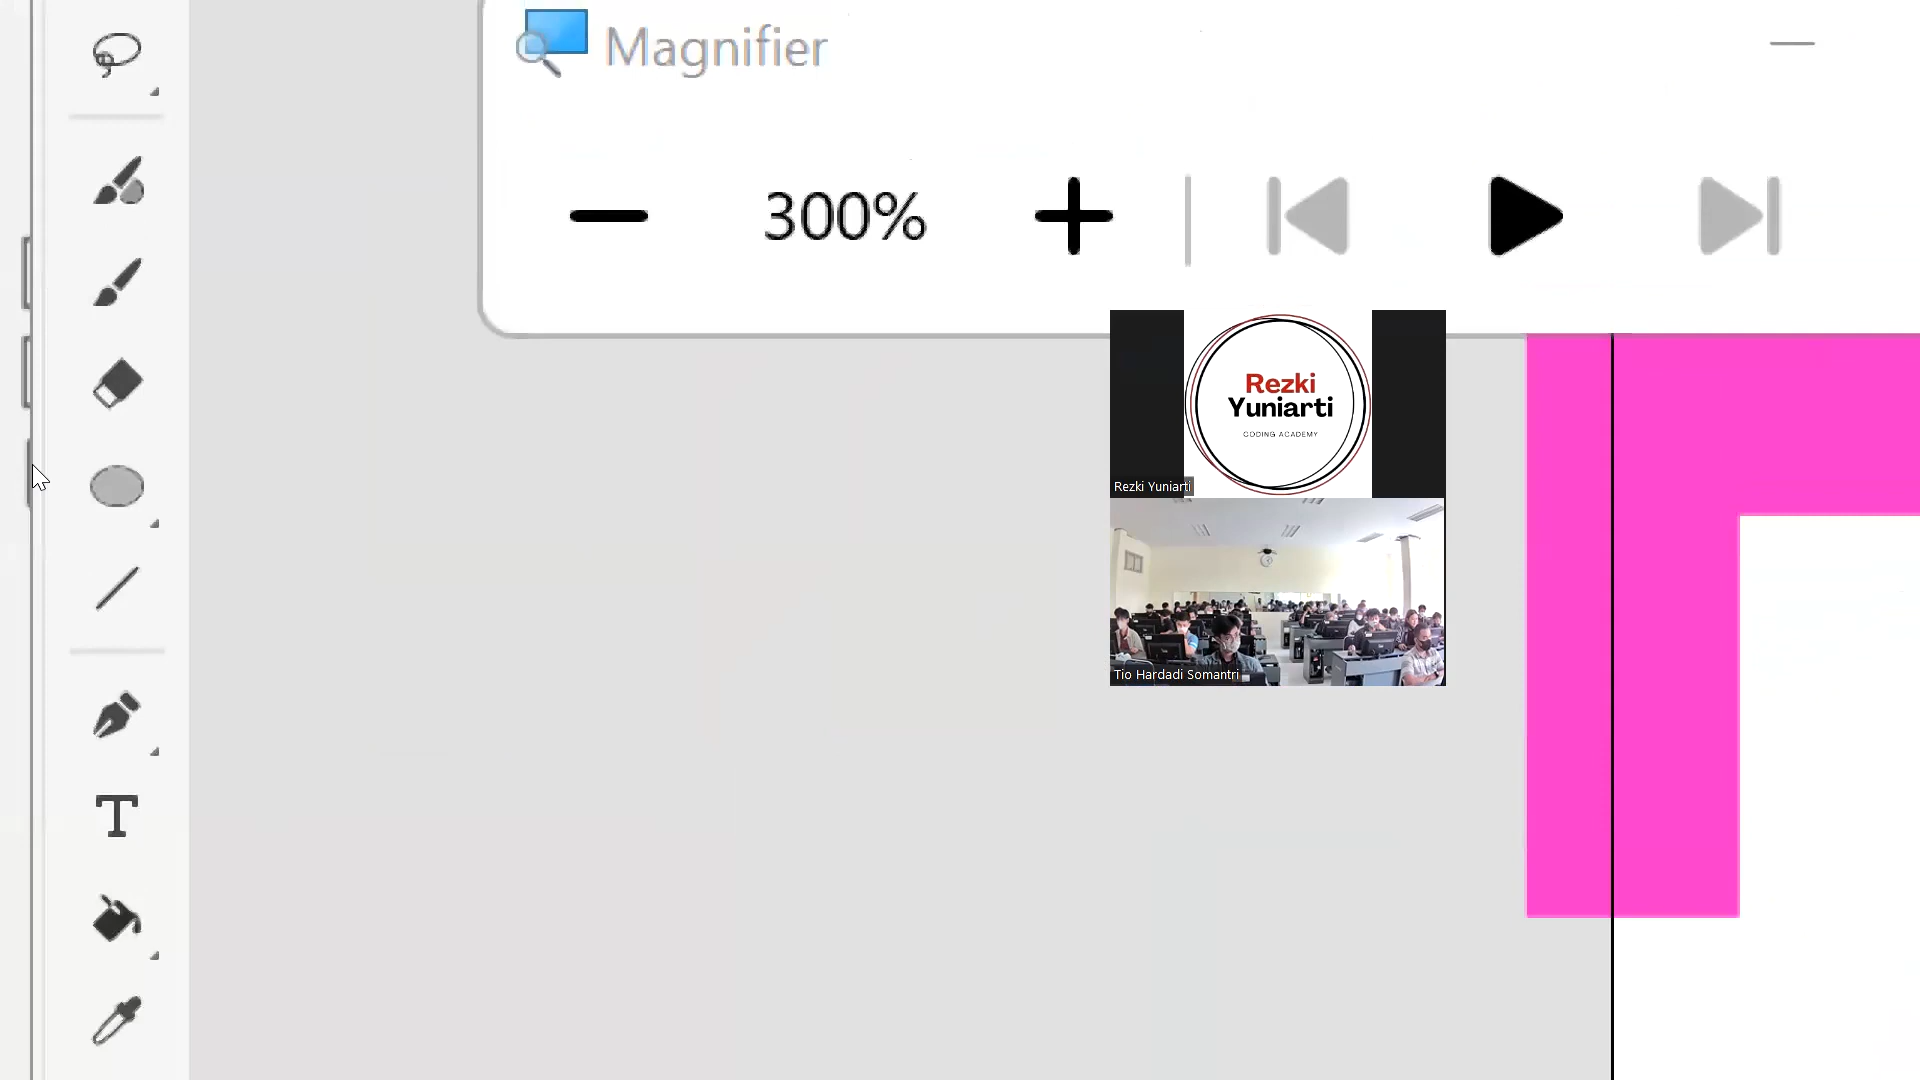 Magnifier
300%
Rezki
Yuniarti
CODING ACADEMY
Rezki Yuniarti
Tio Hardadi Somantri